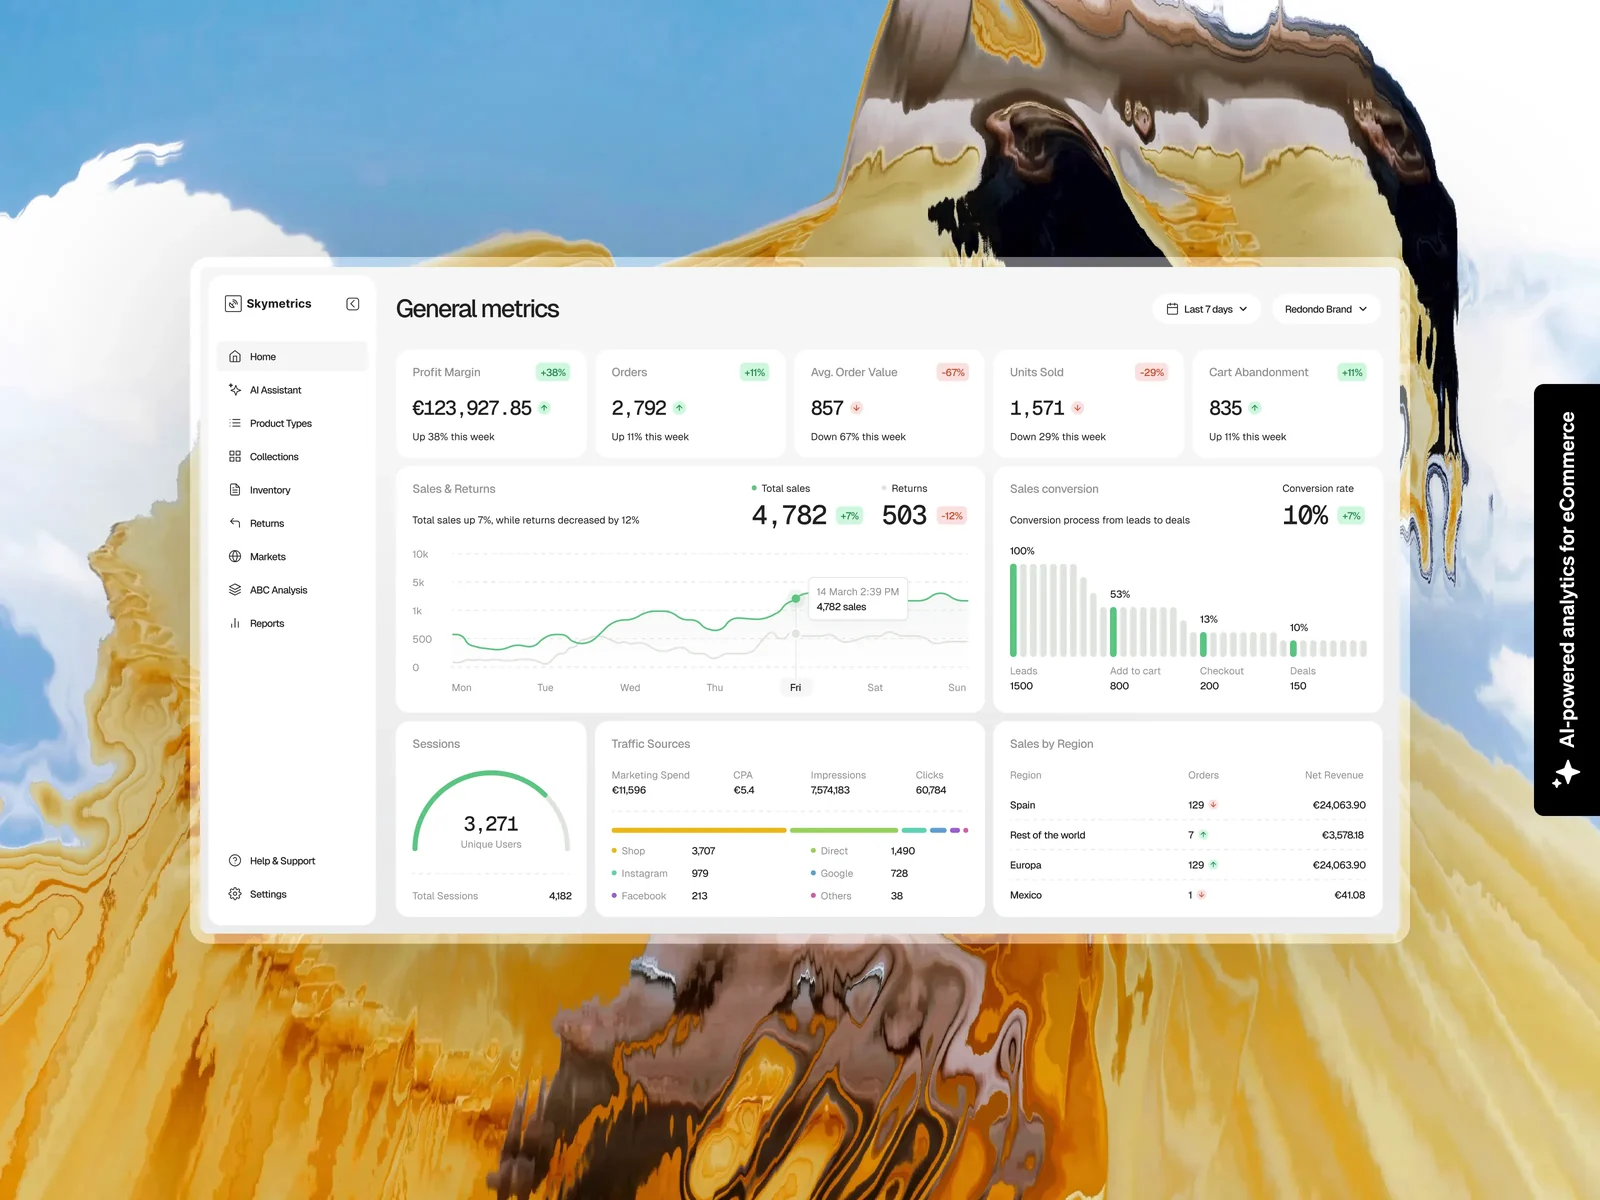 Skymetrics
Home
AI Assistant
Product Types
Collections
Inventory
Returns
Markets
ABC Analysis
Reports
Help & Support
Settings
General metrics
Last 7 days
Redondo Brand
Profit Margin +38%
€123,927.85
Up 38% this week
Orders +11%
2,792
Up 11% this week
Avg. Order Value -67%
857
Down 67% this week
Units Sold -29%
1,571
Down 29% this week
Cart Abandonment +11%
835
Up 11% this week
Sales & Returns
Total sales up 7%, while returns decreased by 12%
Total sales
4,782 +7%
Returns
503 -12%
10k
5k
1k
500
0
14 March 2:39 PM
4,782 sales
Mon Tue Wed Thu Fri Sat Sun
Sales conversion
Conversion process from leads to deals
Conversion rate
10% +7%
100%
53%
13%
10%
Leads Add to cart Checkout Deals
1500 800 200 150
Sessions
3,271
Unique Users
Total Sessions 4,182
Traffic Sources
Marketing Spend CPA Impressions Clicks
€11,596 €5.4 7,574,183 60,784
Shop 3,707 Direct 1,490
Instagram 979 Google 728
Facebook 213 Others 38
Sales by Region
Region Orders Net Revenue
Spain 129 €24,063.90
Rest of the world 7 €3,578.18
Europa 129 €24,063.90
Mexico 1 €41.08
AI-powered analytics for eCommerce